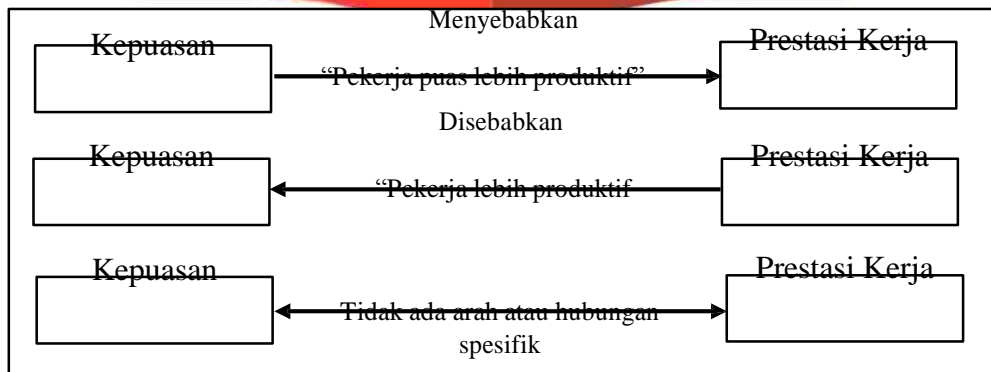 Menyebabkan
Kepuasan
Prestasi Kerja
“Pekerja puas lebih produktif”
Disebabkan
Kepuasan
Prestasi Kerja
“Pekerja lebih produktif
Kepuasan
Prestasi Kerja
Tidak ada arah atau hubungan
spesifik